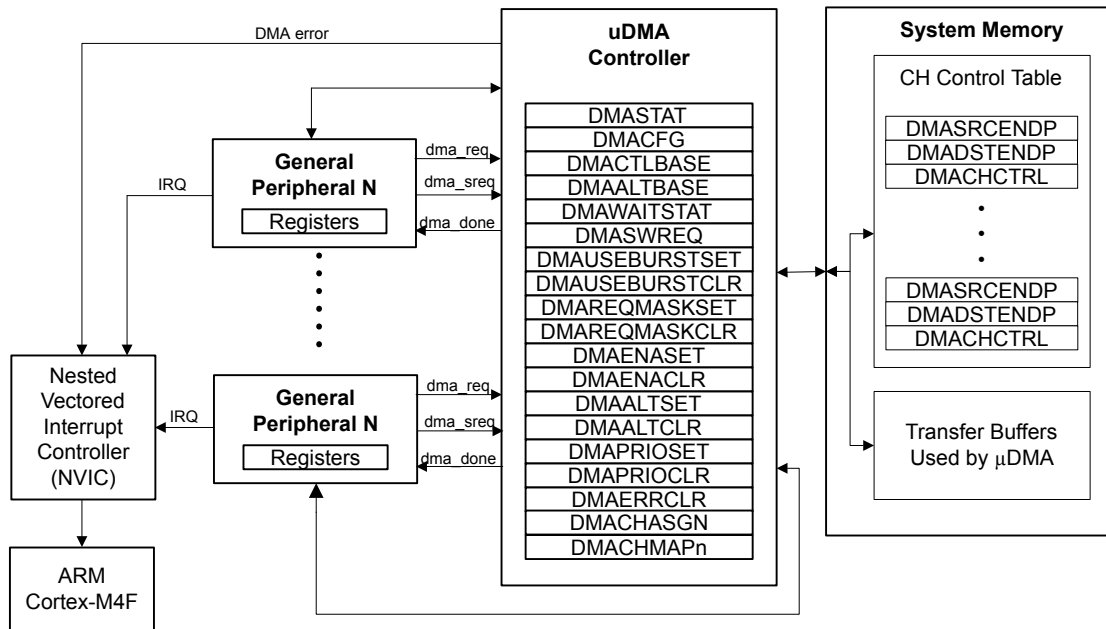 DMA error
uDMA
Controller
DMASTAT
DMACFG
DMACTLBASE
DMAALTBASE
DMAWAITSTAT
DMASWREQ
DMAUSEBURSTSET
DMAUSEBURSTCLR
DMAREQMASKSET
DMAREQMASKCLR
DMAENASET
DMAENACLR
DMAALTSET
DMAALTCLR
DMAPRIOSET
DMAPRIOCLR
DMAERRCLR
DMACHASGN
DMACHMAPn
System Memory
CH Control Table
DMASRCENDP
DMADSTENDP
DMACHCTRL
DMASRCENDP
DMADSTENDP
DMACHCTRL
Transfer Buffers
Used by μDMA
General
Peripheral N
Registers
dma_req
dma_sreq
dma_done
IRQ
General
Peripheral N
Registers
dma_req
dma_sreq
dma_done
IRQ
Nested
Vectored
Interrupt
Controller
(NVIC)
ARM
Cortex-M4F